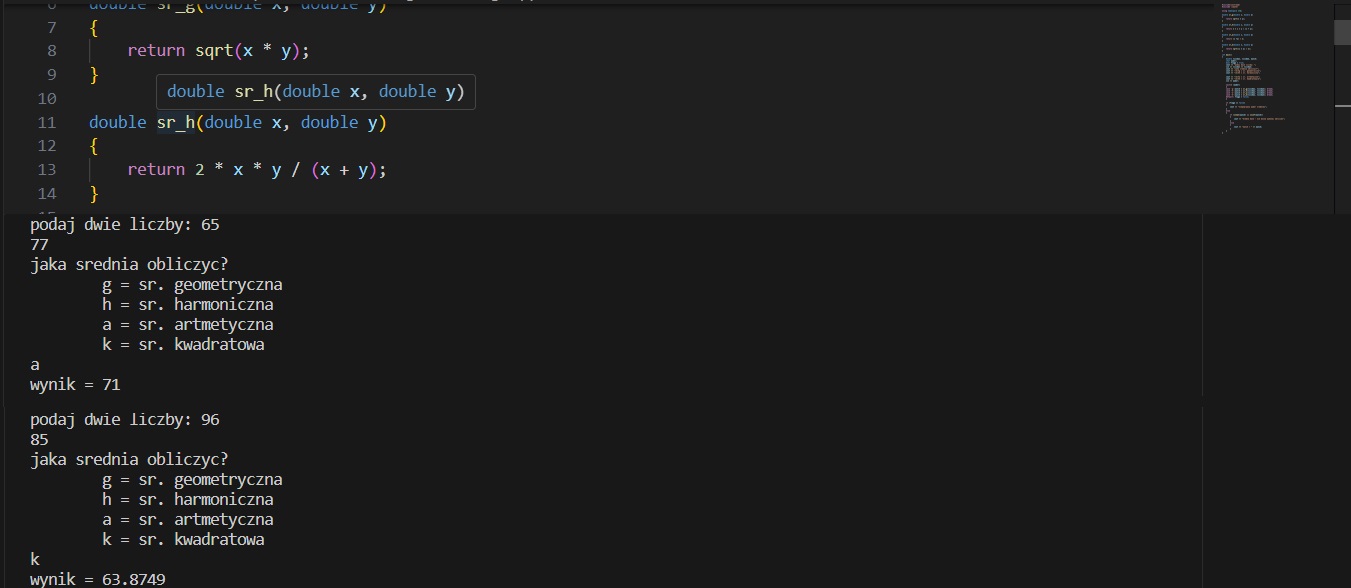 double sr_g(double x, double y)
7 {
8 return sqrt(x * y);
9 }
double sr_h(double x, double y)
10
11 double sr_h(double x, double y)
12 {
13 return 2 * x * y / (x + y);
14 }
podaj dwie liczby: 65
77
jaka srednia obliczyc?
g = sr. geometryczna
h = sr. harmoniczna
a = sr. artmetyczna
k = sr. kwadratowa
a
wynik = 71
podaj dwie liczby: 96
85
jaka srednia obliczyc?
g = sr. geometryczna
h = sr. harmoniczna
a = sr. artmetyczna
k = sr. kwadratowa
k
wynik = 63.8749